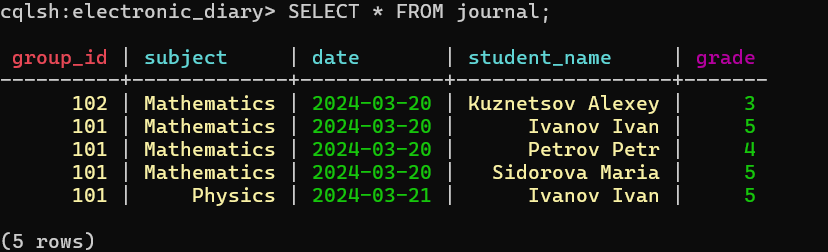 cqlsh:electronic_diary> SELECT * FROM journal;
 group_id | subject     | date       | student_name     | grade
----------+-------------+------------+------------------+-------
      102 | Mathematics | 2024-03-20 | Kuznetsov Alexey |     3
      101 | Mathematics | 2024-03-20 |      Ivanov Ivan |     5
      101 | Mathematics | 2024-03-20 |      Petrov Petr |     4
      101 | Mathematics | 2024-03-20 |   Sidorova Maria |     5
      101 |     Physics | 2024-03-21 |      Ivanov Ivan |     5
(5 rows)